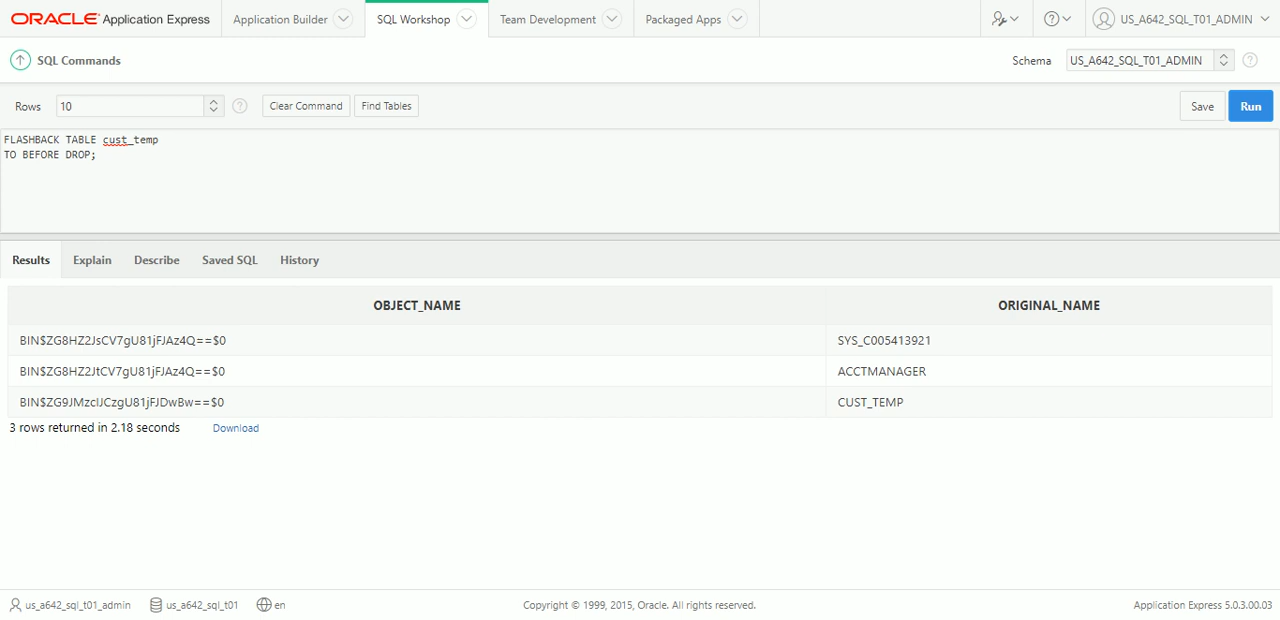 ORACLE Application Express Application Builder SQL Workshop Team Development Packaged Apps US_A642_SQL_T01_ADMIN
SQL Commands Schema US_A642_SQL_T01_ADMIN
Rows 10 Clear Command Find Tables Save Run
FLASHBACK TABLE cust_temp
TO BEFORE DROP;
Results Explain Describe Saved SQL History
OBJECT_NAME ORIGINAL_NAME
BIN$ZG8HZ2JsCV7gU81jFJAz4Q==$0 SYS_C005413921
BIN$ZG8HZ2JtCV7gU81jFJAz4Q==$0 ACCTMANAGER
BIN$ZG9JMzclJCzgU81jFJDwBw==$0 CUST_TEMP
3 rows returned in 2.18 seconds Download
us_a642_sql_t01_admin us_a642_sql_t01 en Copyright © 1999, 2015, Oracle. All rights reserved. Application Express 5.0.3.00.03